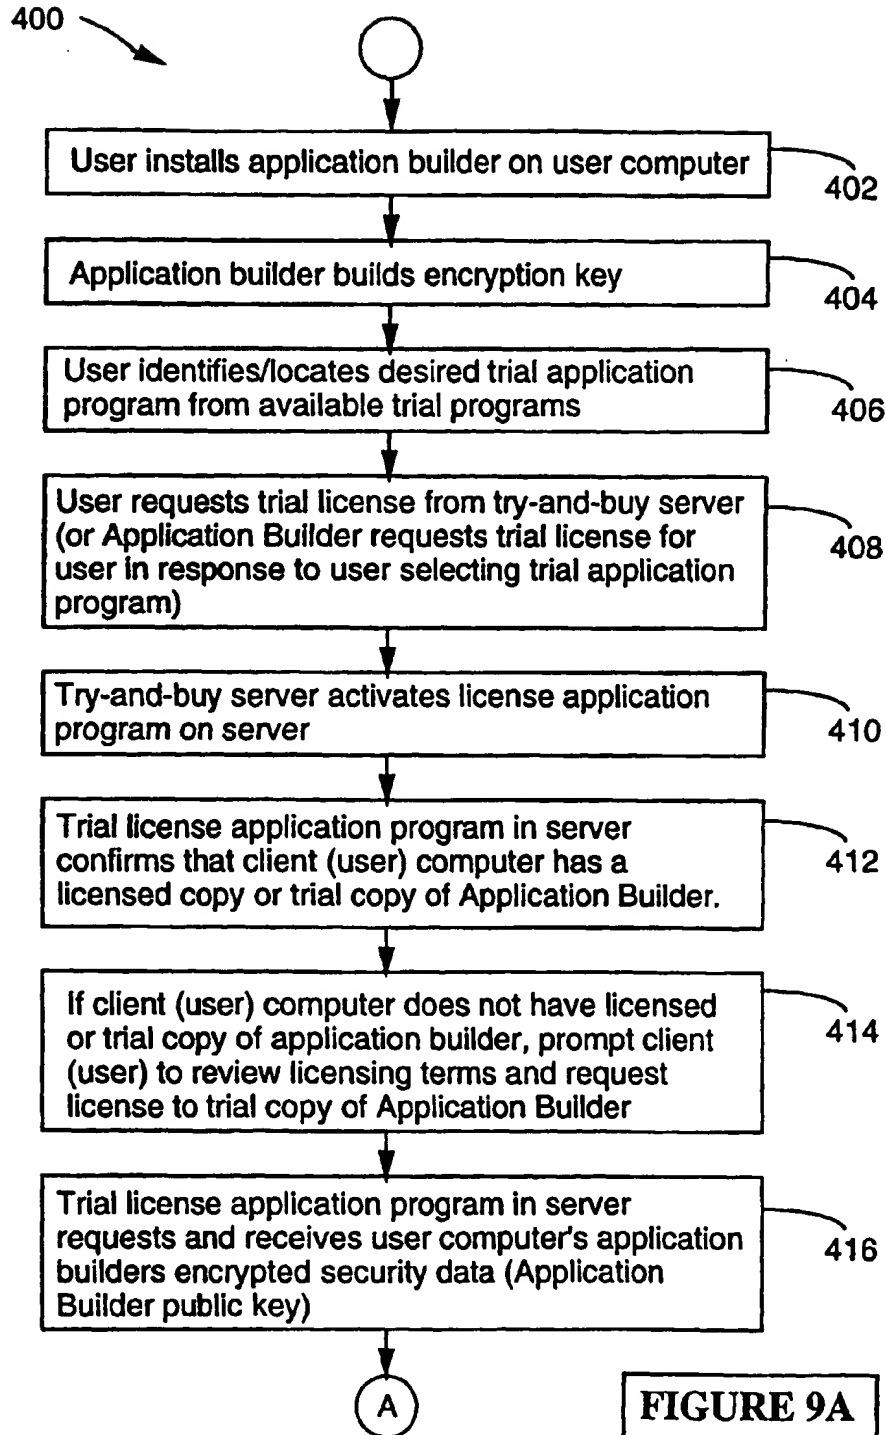 400
User installs application builder on user computer
402
Application builder builds encryption key
404
User identifies/locates desired trial application
program from available trial programs
406
User requests trial license from try-and-buy server
(or Application Builder requests trial license for
user in response to user selecting trial application
program)
408
Try-and-buy server activates license application
program on server
410
Trial license application program in server
confirms that client (user) computer has a
licensed copy or trial copy of Application Builder.
412
If client (user) computer does not have licensed
or trial copy of application builder, prompt client
(user) to review licensing terms and request
license to trial copy of Application Builder
414
Trial license application program in server
requests and receives user computer's application
builders encrypted security data (Application
Builder public key)
416
A
FIGURE 9A